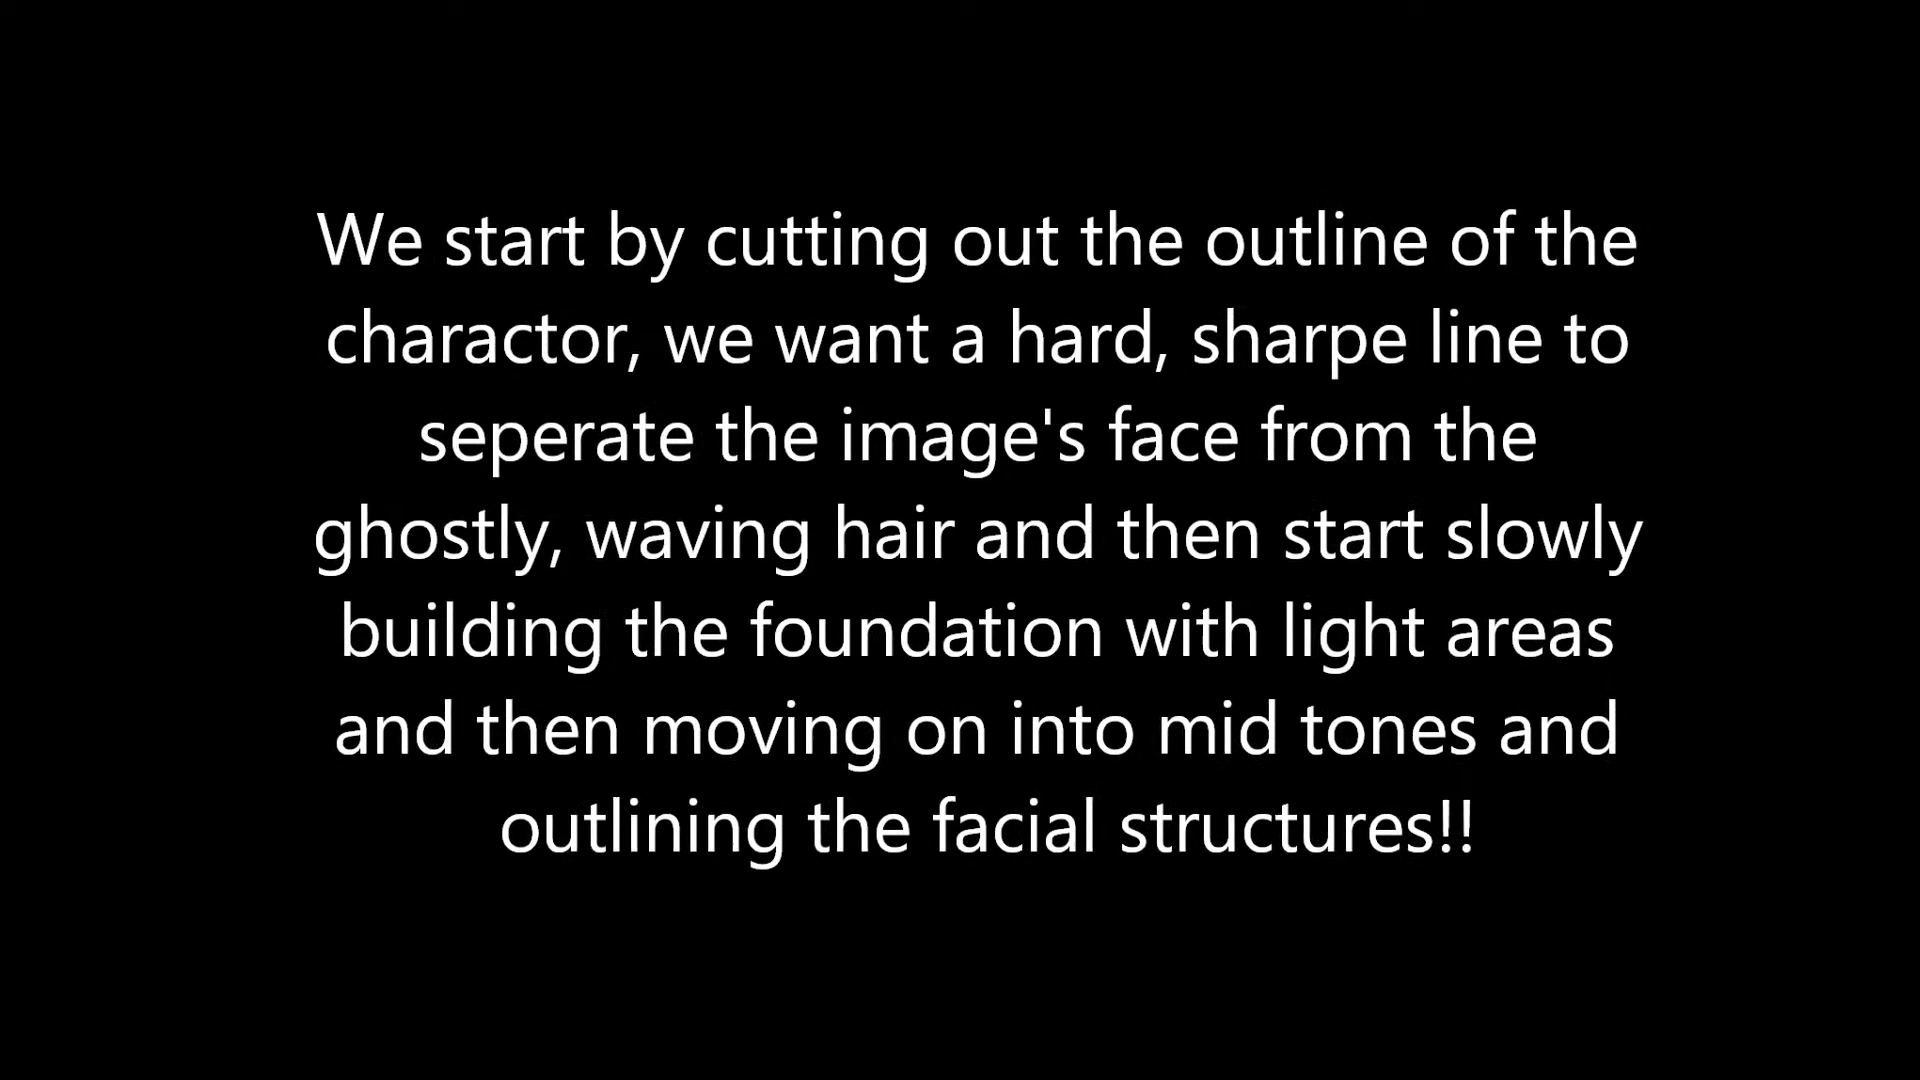 We start by cutting out the outline of the
charactor, we want a hard, sharpe line to
seperate the image's face from the
ghostly, waving hair and then start slowly
building the foundation with light areas
and then moving on into mid tones and
outlining the facial structures!!